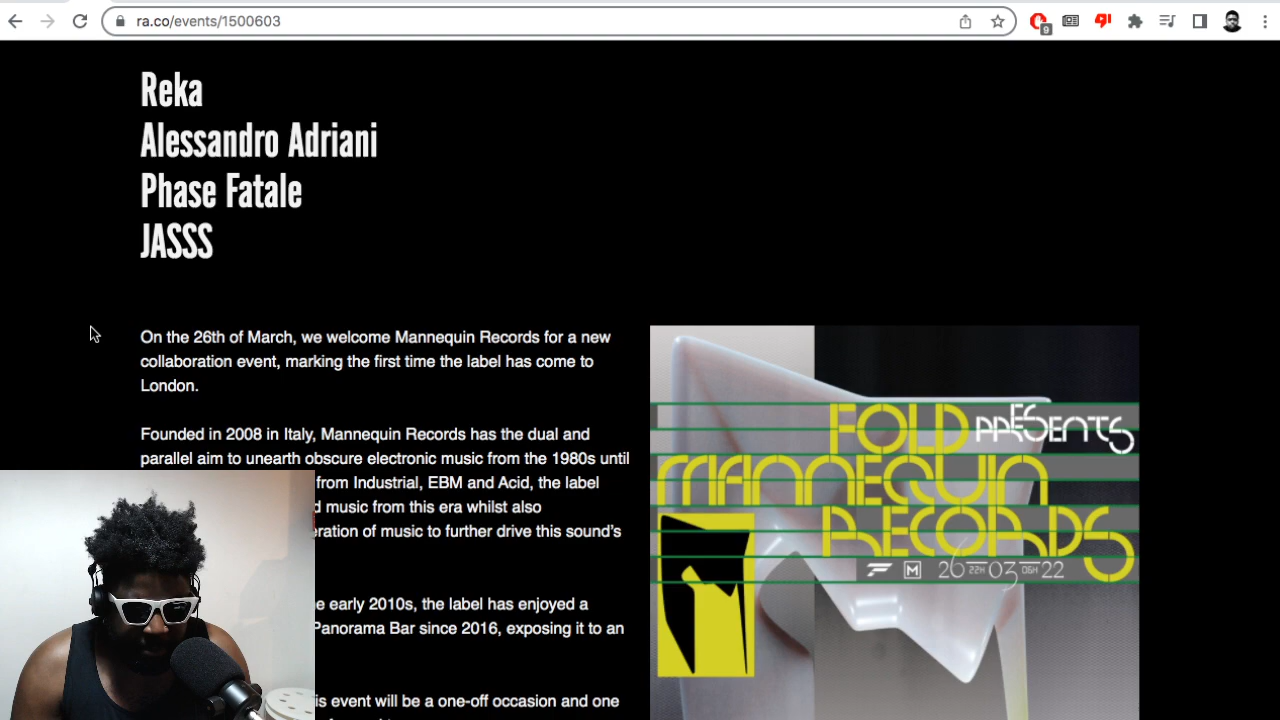 ra.co/events/1500603
9
Reka
Alessandro Adriani
Phase Fatale
JASSS
On the 26th of March, we welcome Mannequin Records for a new
collaboration event, marking the first time the label has come to
London.
Founded in 2008 in Italy, Mannequin Records has the dual and
parallel aim to unearth obscure electronic music from the 1980s until
from Industrial, EBM and Acid, the label
d music from this era whilst also
eration of music to further drive this sound's
e early 2010s, the label has enjoyed a
Panorama Bar since 2016, exposing it to an
is event will be a one-off occasion and one
FOLD PRESENTS
MANNEQUIN
RECORDS
M 26 22H 03 06H 22